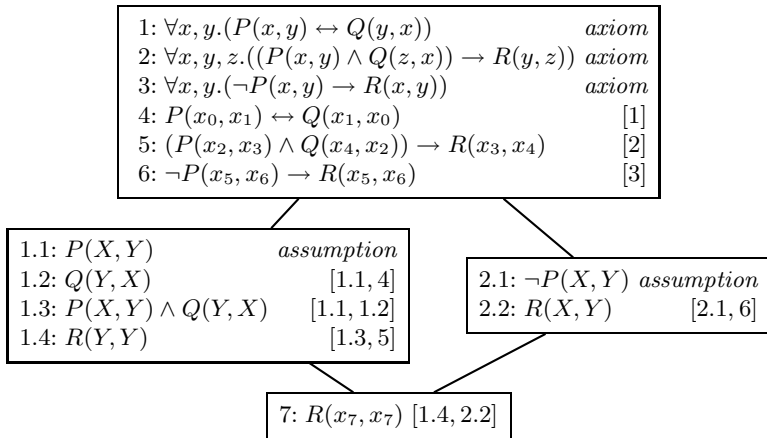 1: ∀x, y.(P(x, y) ↔ Q(y, x)) axiom
2: ∀x, y, z.((P(x, y) ∧ Q(z, x)) → R(y, z)) axiom
3: ∀x, y.(¬P(x, y) → R(x, y)) axiom
4: P(x₀, x₁) ↔ Q(x₁, x₀) [1]
5: (P(x₂, x₃) ∧ Q(x₄, x₂)) → R(x₃, x₄) [2]
6: ¬P(x₅, x₆) → R(x₅, x₆) [3]
1.1: P(X, Y) assumption
1.2: Q(Y, X) [1.1, 4]
1.3: P(X, Y) ∧ Q(Y, X) [1.1, 1.2]
1.4: R(Y, Y) [1.3, 5]
2.1: ¬P(X, Y) assumption
2.2: R(X, Y) [2.1, 6]
7: R(x₇, x₇) [1.4, 2.2]